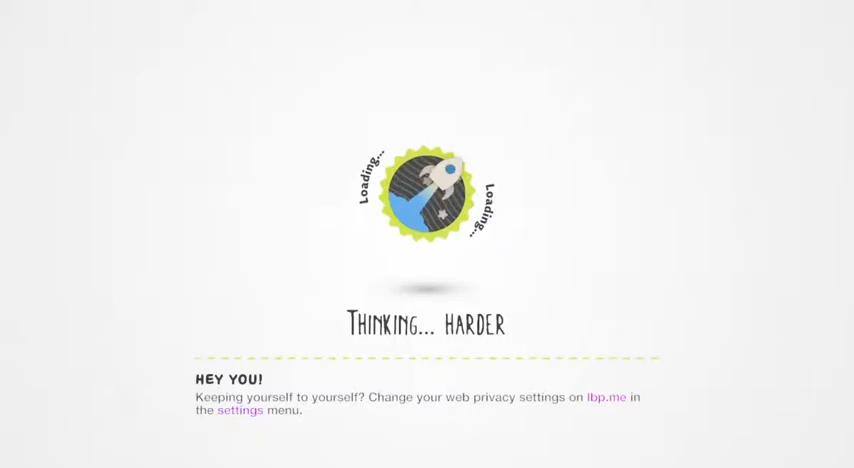 Loading...
Loading...
Thinking... harder
HEY YOU!
Keeping yourself to yourself? Change your web privacy settings on lbp.me in
the settings menu.